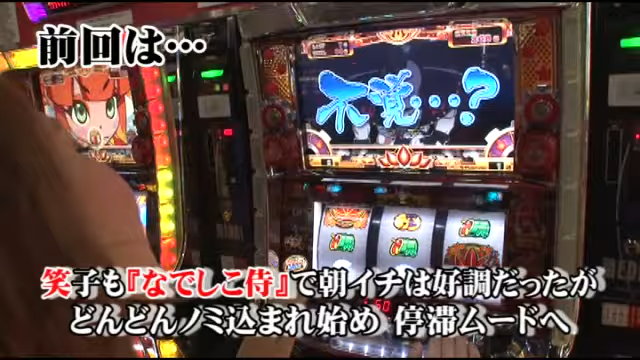 前回は…
不覚…?
笑子も『なでしこ侍』で朝イチは好調だったが
どんどんノミ込まれ始め 停滞ムードへ